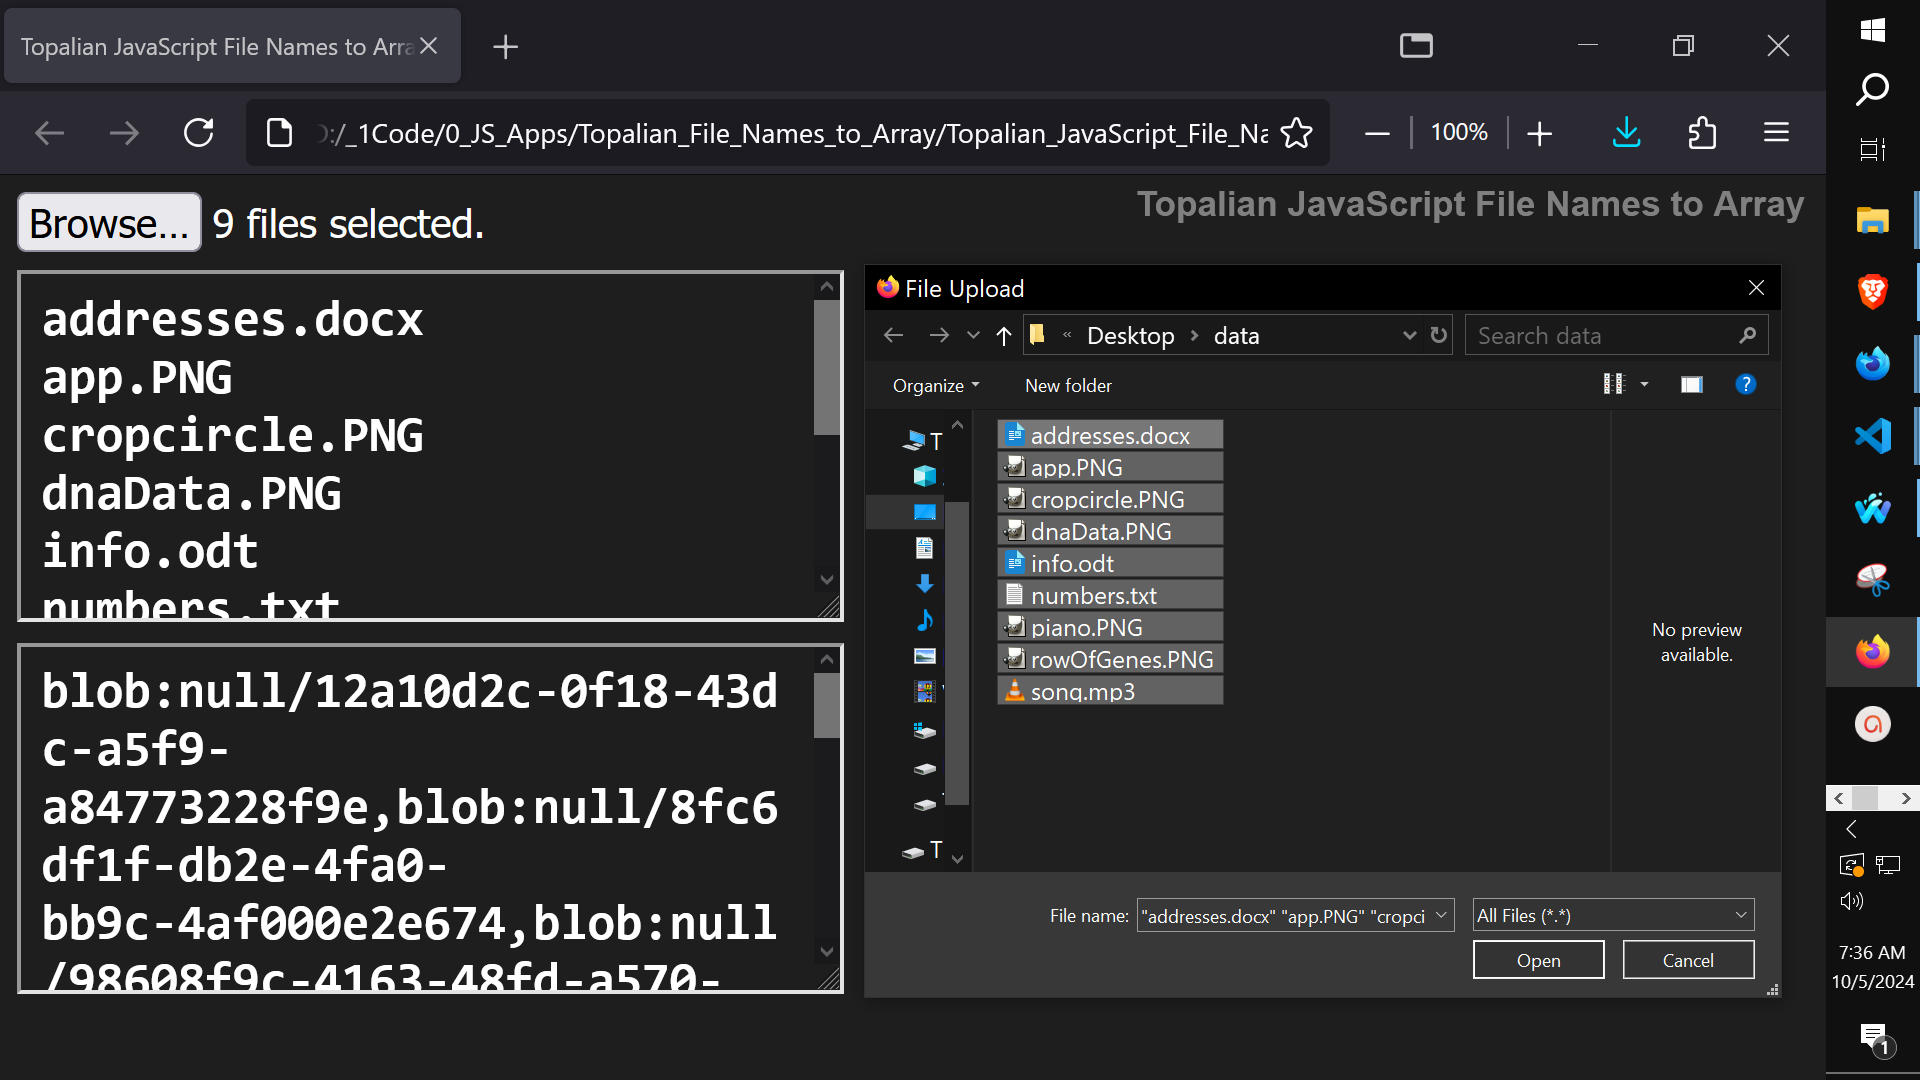 Topalian JavaScript File Names to Arra
:/_1Code/0_JS_Apps/Topalian_File_Names_to_Array/Topalian_JavaScript_File_Na
100%
Browse... 9 files selected.
Topalian JavaScript File Names to Array
addresses.docx
app.PNG
cropcircle.PNG
dnaData.PNG
info.odt
numbers.txt
blob:null/12a10d2c-0f18-43d
c-a5f9-
a84773228f9e,blob:null/8fc6
df1f-db2e-4fa0-
bb9c-4af000e2e674,blob:null
/98608f9c-4163-48fd-a570-
File Upload
« Desktop > data
Search data
Organize
New folder
T
T
addresses.docx
app.PNG
cropcircle.PNG
dnaData.PNG
info.odt
numbers.txt
piano.PNG
rowOfGenes.PNG
song.mp3
No preview
available.
File name: "addresses.docx" "app.PNG" "cropci
All Files (*.*)
Open
Cancel
7:36 AM
10/5/2024
1